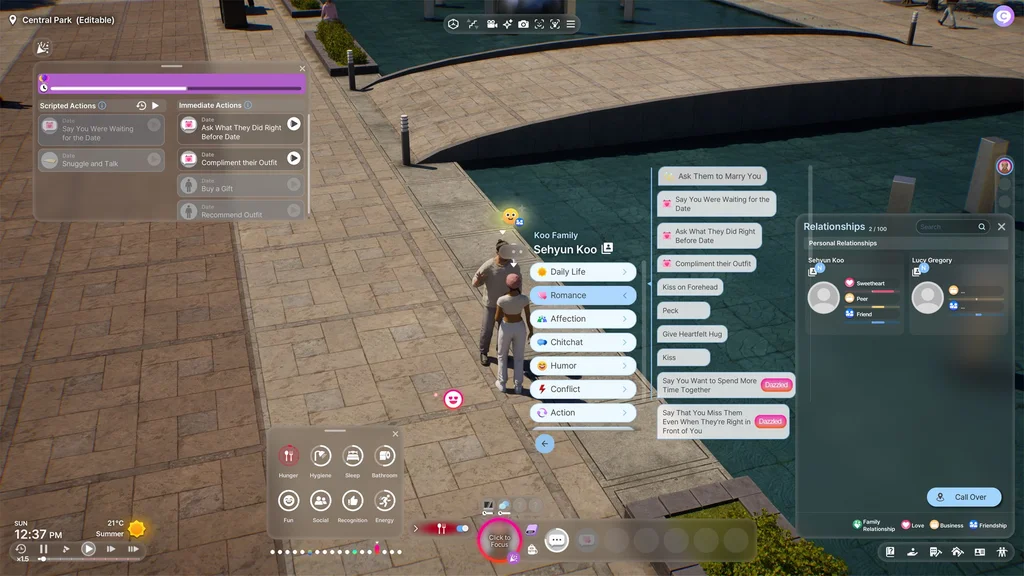 Central Park (Editable)
Scripted Actions
Immediate Actions
Date
Say You Were Waiting
for the Date
Date
Snuggle and Talk
Date
Ask What They Did Right
Before Date
Date
Compliment their Outfit
Date
Buy a Gift
Date
Recommend Outfit
Koo Family
Sehyun Koo
Daily Life
Romance
Affection
Chitchat
Humor
Conflict
Action
Ask Them to Marry You
Say You Were Waiting for the
Date
Ask What They Did Right
Before Date
Compliment their Outfit
Kiss on Forehead
Peck
Give Heartfelt Hug
Kiss
Say You Want to Spend More
Time Together
Dazzled
Say That You Miss Them
Even When They're Right in
Front of You
Dazzled
Relationships 2 / 100
Search
Personal Relationships
Sehyun Koo
Sweetheart
Peer
Friend
Lucy Gregory
Call Over
Family
Relationship
Love
Business
Friendship
Hunger
Hygiene
Sleep
Bathroom
Fun
Social
Recognition
Energy
SUN
12:37 PM
21°C
Summer
x1.5
Click to
Focus